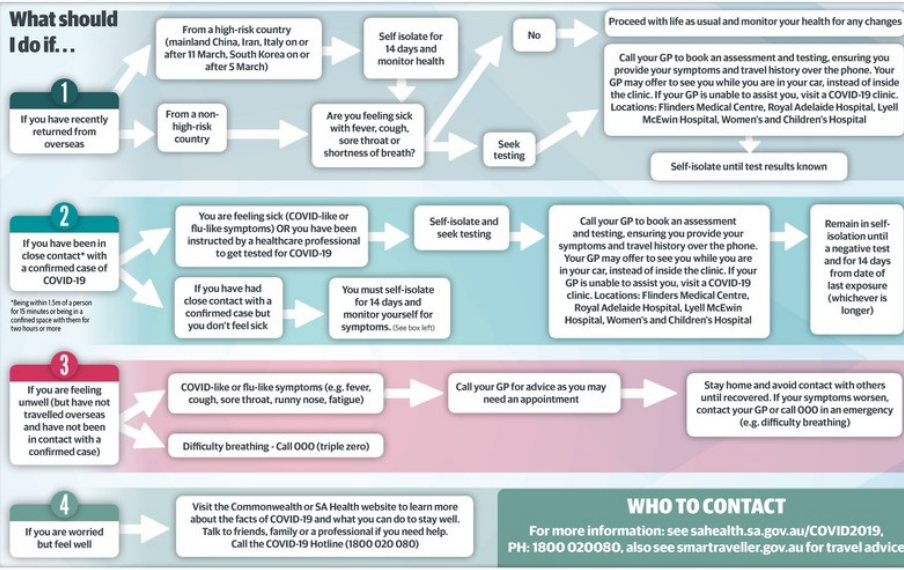 What should
I do if...
1
If you have recently
returned from
overseas
From a high-risk country
(mainland China, Iran, Italy on or
after 11 March, South Korea on or
after 5 March)
Self isolate for
14 days and
monitor health
From a non-
high-risk
country
Are you feeling sick
with fever, cough,
sore throat or
shortness of breath?
No
Proceed with life as usual and monitor your health for any changes
Seek
testing
Call your GP to book an assessment and testing, ensuring you
provide your symptoms and travel history over the phone. Your
GP may offer to see you while you are in your car, instead of inside
the clinic. If your GP is unable to assist you, visit a COVID-19 clinic.
Locations: Flinders Medical Centre, Royal Adelaide Hospital, Lyell
McEwin Hospital, Women's and Children's Hospital
Self-isolate until test results known
2
If you have been in
close contact* with
a confirmed case of
COVID-19
*Being within 1.5m of a person
for 15 minutes or being in a
confined space with them for
two hours or more
You are feeling sick (COVID-like or
flu-like symptoms) OR you have been
instructed by a healthcare professional
to get tested for COVID-19
Self-isolate and
seek testing
Call your GP to book an assessment
and testing, ensuring you provide your
symptoms and travel history over the phone.
Your GP may offer to see you while you are
in your car, instead of inside the clinic. If your
GP is unable to assist you, visit a COVID-19
clinic. Locations: Flinders Medical Centre,
Royal Adelaide Hospital, Lyell McEwin
Hospital, Women's and Children's Hospital
Remain in self-
isolation until
a negative test
and for 14 days
from date of
last exposure
(whichever is
longer)
If you have had
close contact with a
confirmed case but
you don't feel sick
You must self-isolate
for 14 days and
monitor yourself for
symptoms. (See box left)
3
If you are feeling
unwell (but have not
travelled overseas
and have not been
in contact with a
confirmed case)
COVID-like or flu-like symptoms (e.g. fever,
cough, sore throat, runny nose, fatigue)
Call your GP for advice as you may
need an appointment
Stay home and avoid contact with others
until recovered. If your symptoms worsen,
contact your GP or call 000 in an emergency
(e.g. difficulty breathing)
Difficulty breathing - Call 000 (triple zero)
4
If you are worried
but feel well
Visit the Commonwealth or SA Health website to learn more
about the facts of COVID-19 and what you can do to stay well.
Talk to friends, family or a professional if you need help.
Call the COVID-19 Hotline (1800 020 080)
WHO TO CONTACT
For more information: see sahealth.sa.gov.au/COVID2019,
PH: 1800 020080, also see smartraveller.gov.au for travel advice